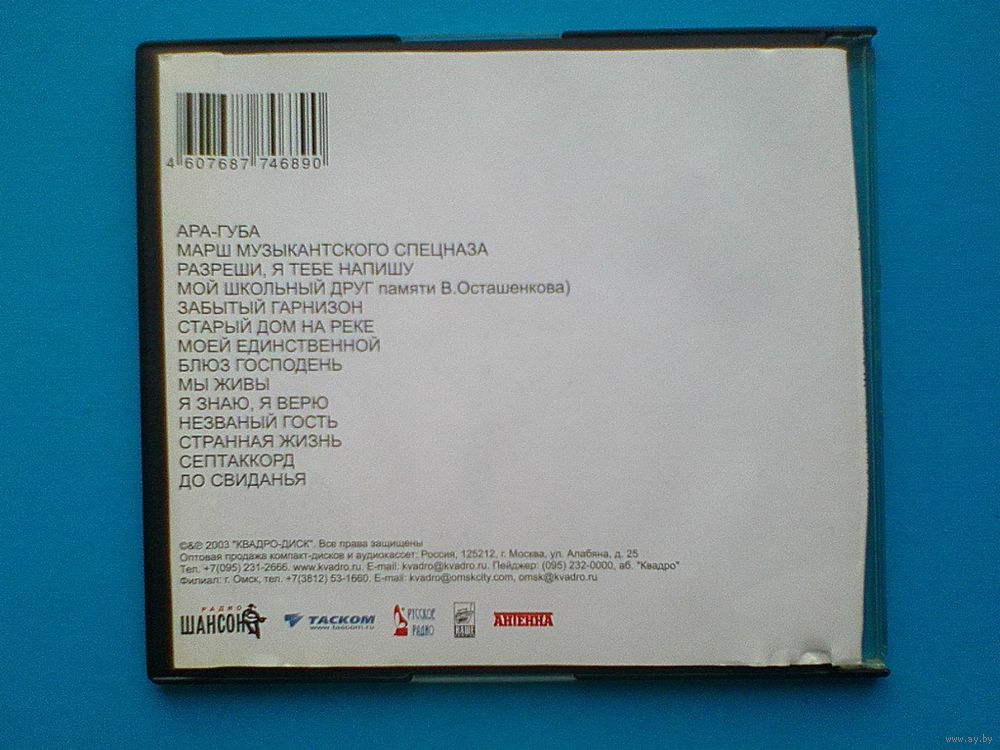 4 607687 746890
АРА-ГУБА
МАРШ МУЗЫКАНТСКОГО СПЕЦНАЗА
РАЗРЕШИ, Я ТЕБЕ НАПИШУ
МОЙ ШКОЛЬНЫЙ ДРУГ памяти В.Осташенкова)
ЗАБЫТЫЙ ГАРНИЗОН
СТАРЫЙ ДОМ НА РЕКЕ
МОЕЙ ЕДИНСТВЕННОЙ
БЛЮЗ ГОСПОДЕНЬ
МЫ ЖИВЫ
Я ЗНАЮ, Я ВЕРЮ
НЕЗВАНЫЙ ГОСТЬ
СТРАННАЯ ЖИЗНЬ
СЕПТАККОРД
ДО СВИДАНЬЯ
©&℗ 2003 "КВАДРО-ДИСК". Все права защищены
Оптовая продажа компакт-дисков и аудиокассет: Россия, 125212, г. Москва, ул. Алабяна, д. 25
Тел. +7(095) 231-2666. www.kvadro.ru. E-mail: kvadro@kvadro.ru. Пейджер: (095) 232-0000, аб. "Квадро"
Филиал: г. Омск, тел. +7(3812) 53-1660. E-mail: kvadro@omskcity.com, omsk@kvadro.ru
РАДИО
ШАНСОН
ТАСКОМ
www.tascom.ru
РУССКОЕ
РАДИО
НАШЕ
АНТЕННА
www.ay.by